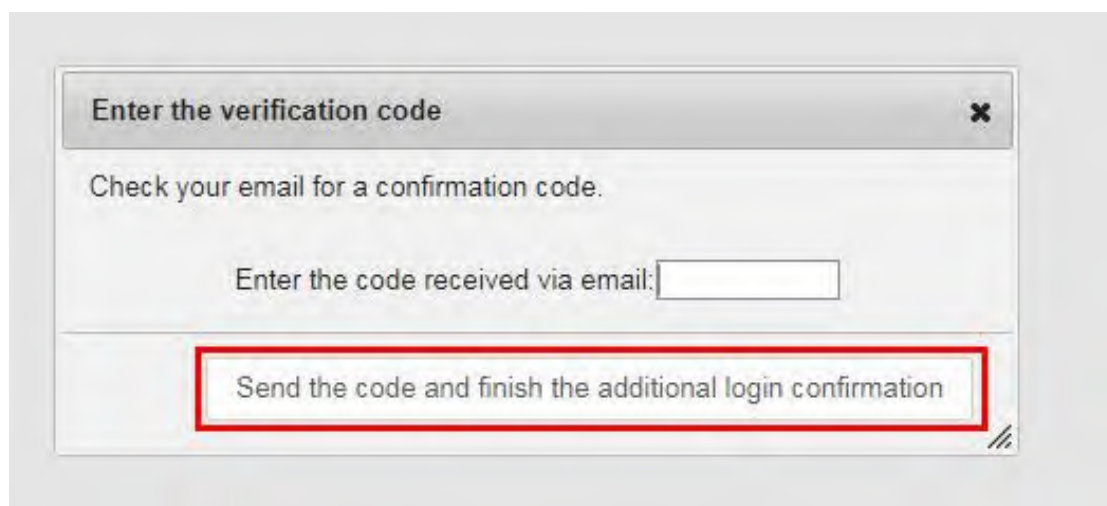 Enter the verification code
Check your email for a confirmation code.
Enter the code received via email:
Send the code and finish the additional login confirmation